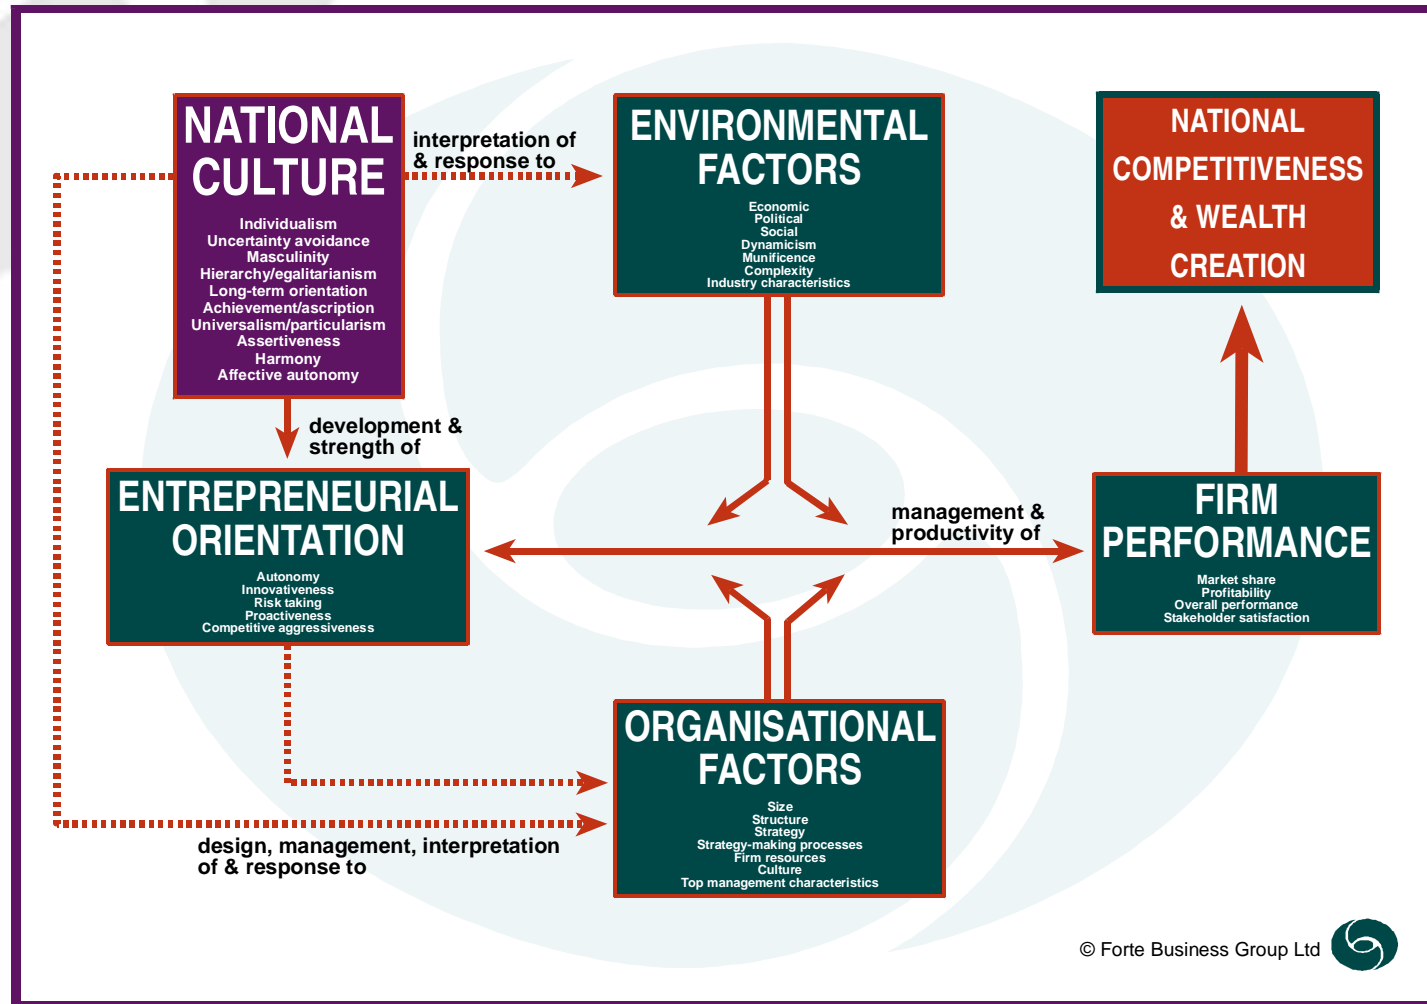 NATIONAL
CULTURE
Individualism
Uncertainty avoidance
Masculinity
Hierarchy/egalitarianism
Long-term orientation
Achievement/ascription
Universalism/particularism
Assertiveness
Harmony
Affective autonomy
interpretation of
& response to
ENVIRONMENTAL
FACTORS
Economic
Political
Social
Dynamicism
Munificence
Complexity
Industry characteristics
NATIONAL
COMPETITIVENESS
& WEALTH
CREATION
development &
strength of
ENTREPRENEURIAL
ORIENTATION
Autonomy
Innovativeness
Risk taking
Proactiveness
Competitive aggressiveness
management &
productivity of
FIRM
PERFORMANCE
Market share
Profitability
Overall performance
Stakeholder satisfaction
ORGANISATIONAL
FACTORS
Size
Structure
Strategy
Strategy-making processes
Firm resources
Culture
Top management characteristics
design, management, interpretation
of & response to
© Forte Business Group Ltd